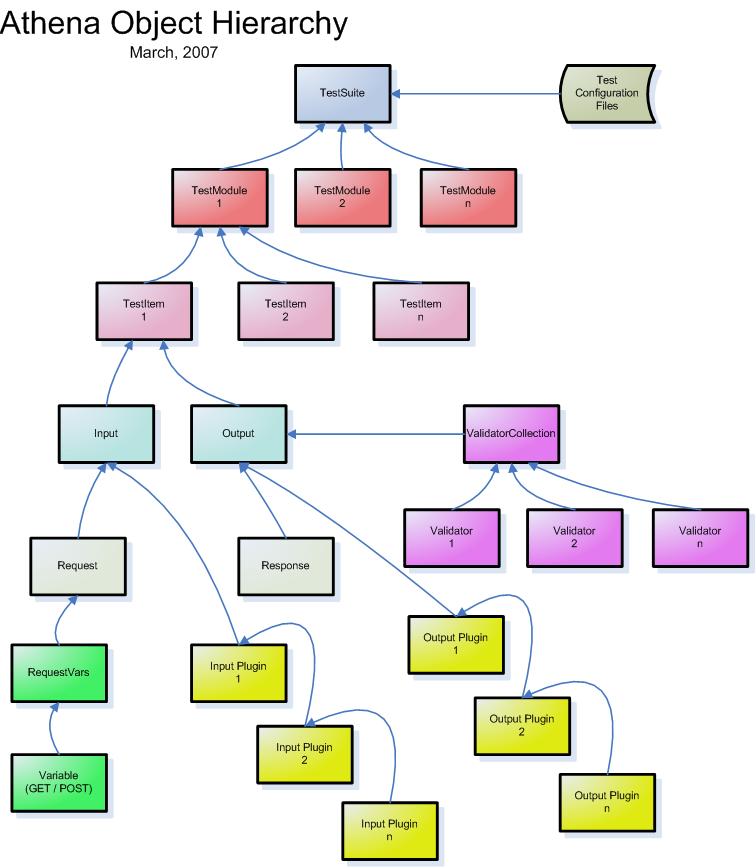 Athena Object Hierarchy
March, 2007
TestSuite
Test
Configuration
Files
TestModule
1
TestModule
2
TestModule
n
TestItem
1
TestItem
2
TestItem
n
Input
Output
ValidatorCollection
Validator
1
Validator
2
Validator
n
Request
Response
Output Plugin
1
RequestVars
Input Plugin
1
Output Plugin
2
Input Plugin
2
Variable
(GET / POST)
Output Plugin
n
Input Plugin
n